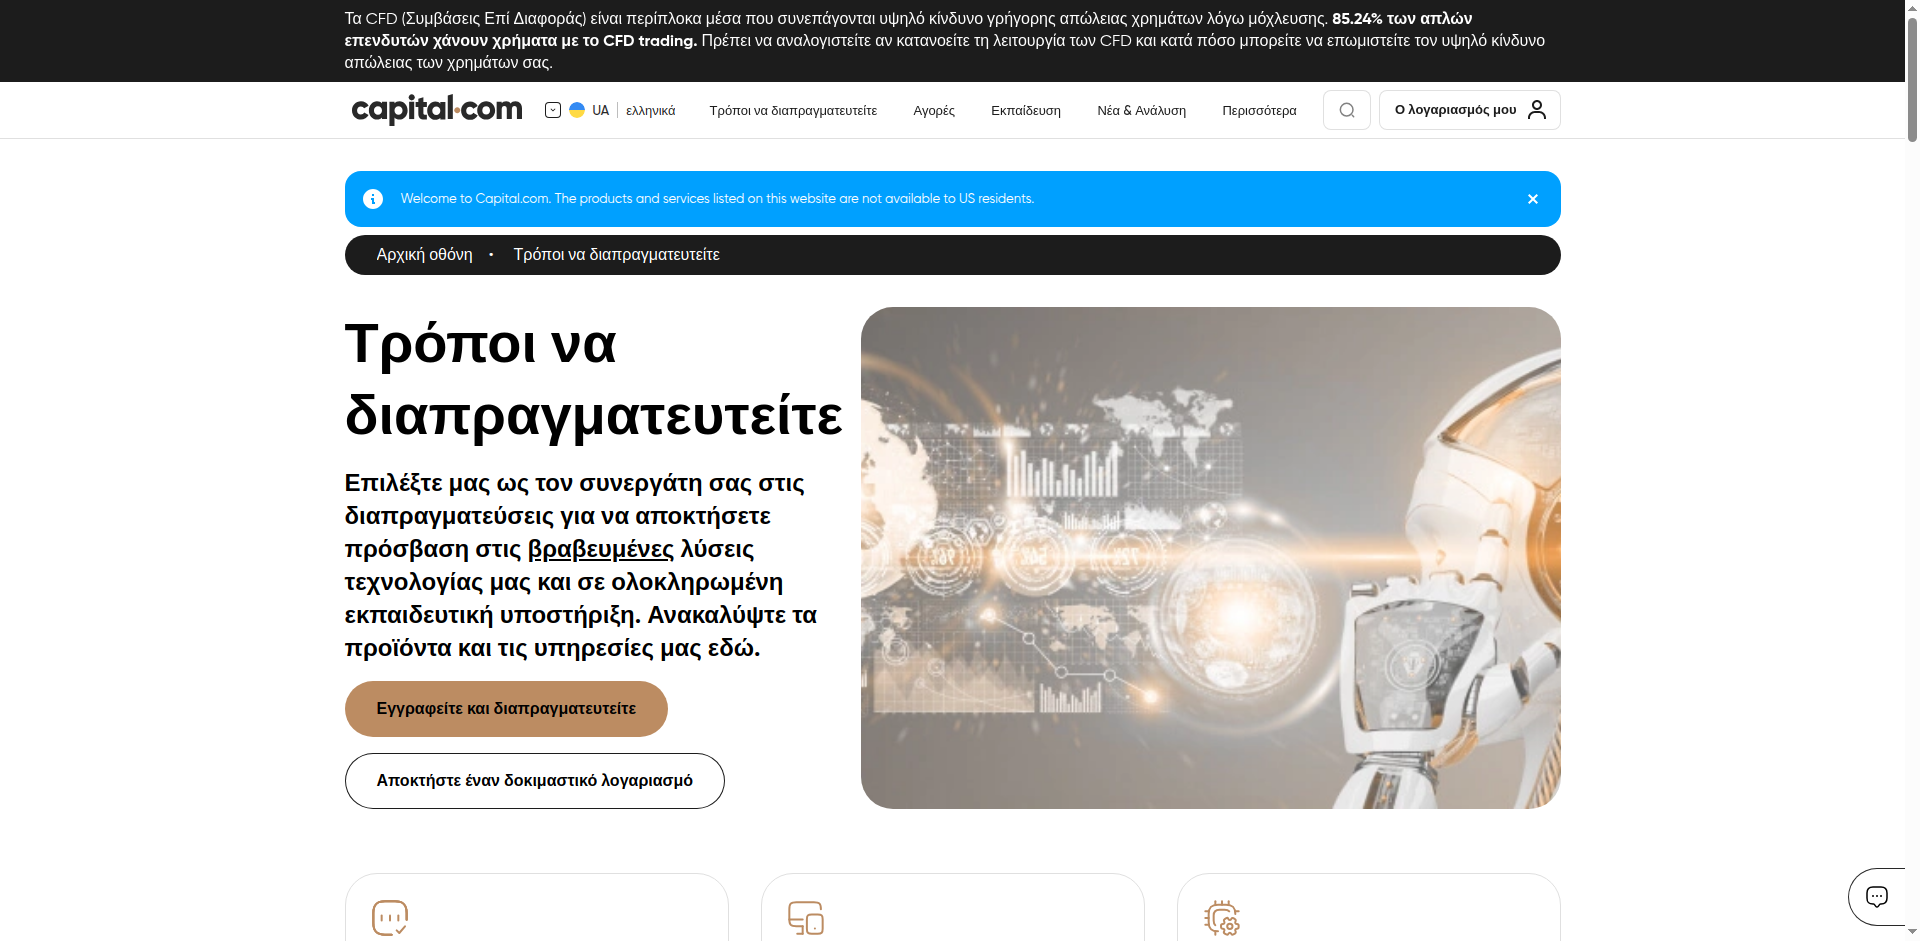 Τα CFD (Συμβάσεις Επί Διαφοράς) είναι περίπλοκα μέσα που συνεπάγονται υψηλό κίνδυνο γρήγορης απώλειας χρημάτων λόγω μόχλευσης. 85.24% των απλών
επενδυτών χάνουν χρήματα με το CFD trading. Πρέπει να αναλογιστείτε αν κατανοείτε τη λειτουργία των CFD και κατά πόσο μπορείτε να επωμιστείτε τον υψηλό κίνδυνο
απώλειας των χρημάτων σας.
capital.com UA ελληνικά Τρόποι να διαπραγματευτείτε Αγορές Εκπαίδευση Νέα & Ανάλυση Περισσότερα Ο λογαριασμός μου
Welcome to Capital.com. The products and services listed on this website are not available to US residents.
Αρχική οθόνη • Τρόποι να διαπραγματευτείτε
Τρόποι να
διαπραγματευτείτε
Επιλέξτε μας ως τον συνεργάτη σας στις
διαπραγματεύσεις για να αποκτήσετε
πρόσβαση στις βραβευμένες λύσεις
τεχνολογίας μας και σε ολοκληρωμένη
εκπαιδευτική υποστήριξη. Ανακαλύψτε τα
προϊόντα και τις υπηρεσίες μας εδώ.
Εγγραφείτε και διαπραγματευτείτε
Αποκτήστε έναν δοκιμαστικό λογαριασμό